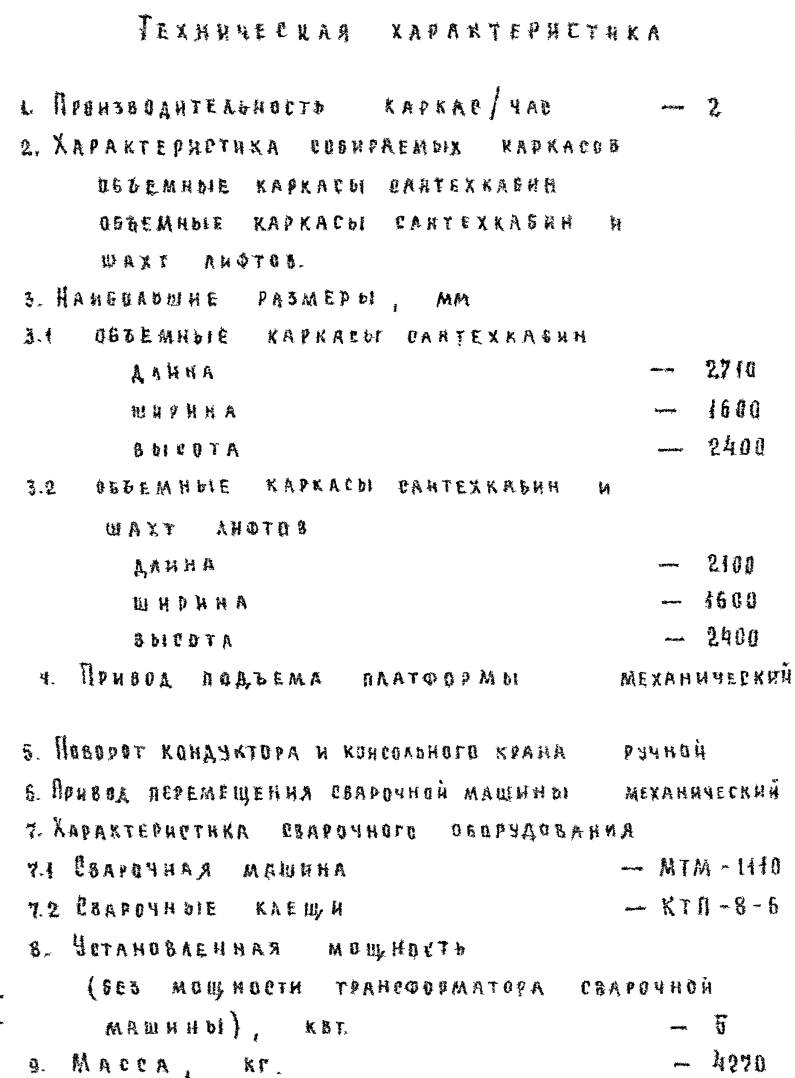 Техническая характеристика
1. Производительность каркас/час — 2
2. Характеристика собираемых каркасов
объемные каркасы сантехкабин
объемные каркасы сантехкабин и
шахт лифтов.
3. Наибольшие размеры, мм
3.1 объемные каркасы сантехкабин
длина — 2710
ширина — 1600
высота — 2400
3.2 объемные каркасы сантехкабин и
шахт лифтов
длина — 2100
ширина — 1600
высота — 2400
4. Привод подъема платформы механический
5. Поворот кондуктора и консольного крана ручной
6. Привод перемещения сварочной машины механический
7. Характеристика сварочного оборудования
7.1 Сварочная машина — МТМ-1110
7.2 Сварочные клещи — КТП-8-6
8. Установленная мощность
(без мощности трансформатора сварочной
машины), квт. — 5
9. Масса, кг. — 4270